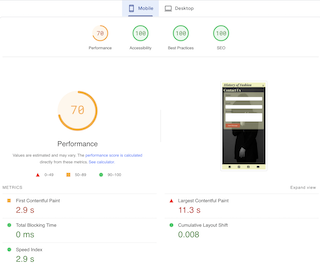 Mobile
Desktop
70
100
100
100
Performance
Accessibility
Best Practices
SEO
70
Performance
Values are estimated and may vary. The performance score is calculated
directly from these metrics. See calculator.
0–49
50–89
90–100
Contact Us
METRICS
Expand view
First Contentful Paint
2.9 s
Largest Contentful Paint
11.3 s
Total Blocking Time
0 ms
Cumulative Layout Shift
0.008
Speed Index
2.9 s